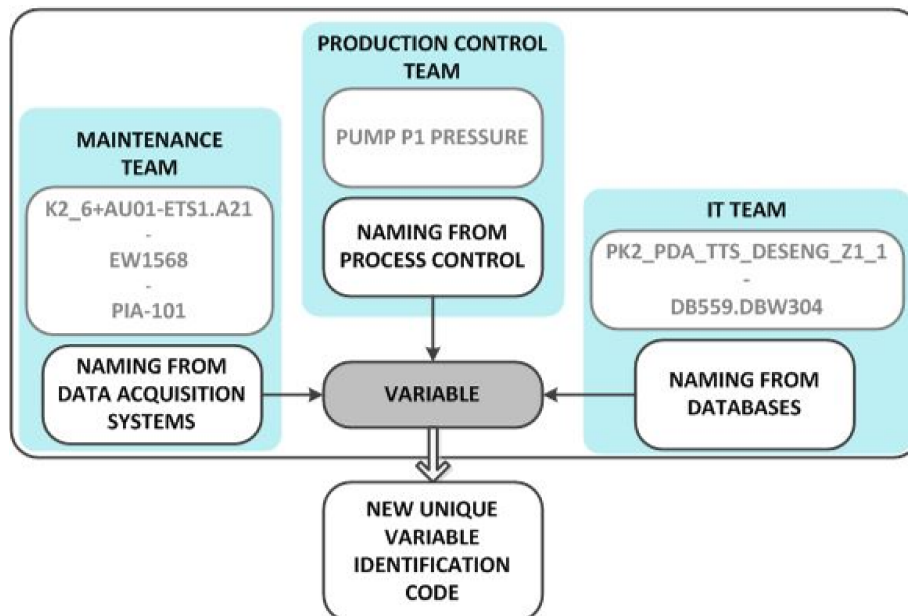 PRODUCTION CONTROL
TEAM
PUMP P1 PRESSURE
NAMING FROM
PROCESS CONTROL
MAINTENANCE
TEAM
K2_6+AU01-ETS1.A21
-
EW1568
-
PIA-101
NAMING FROM
DATA ACQUISITION
SYSTEMS
IT TEAM
PK2_PDA_TTS_DESENG_Z1_1
-
DB559.DBW304
NAMING FROM
DATABASES
VARIABLE
NEW UNIQUE
VARIABLE
IDENTIFICATION
CODE